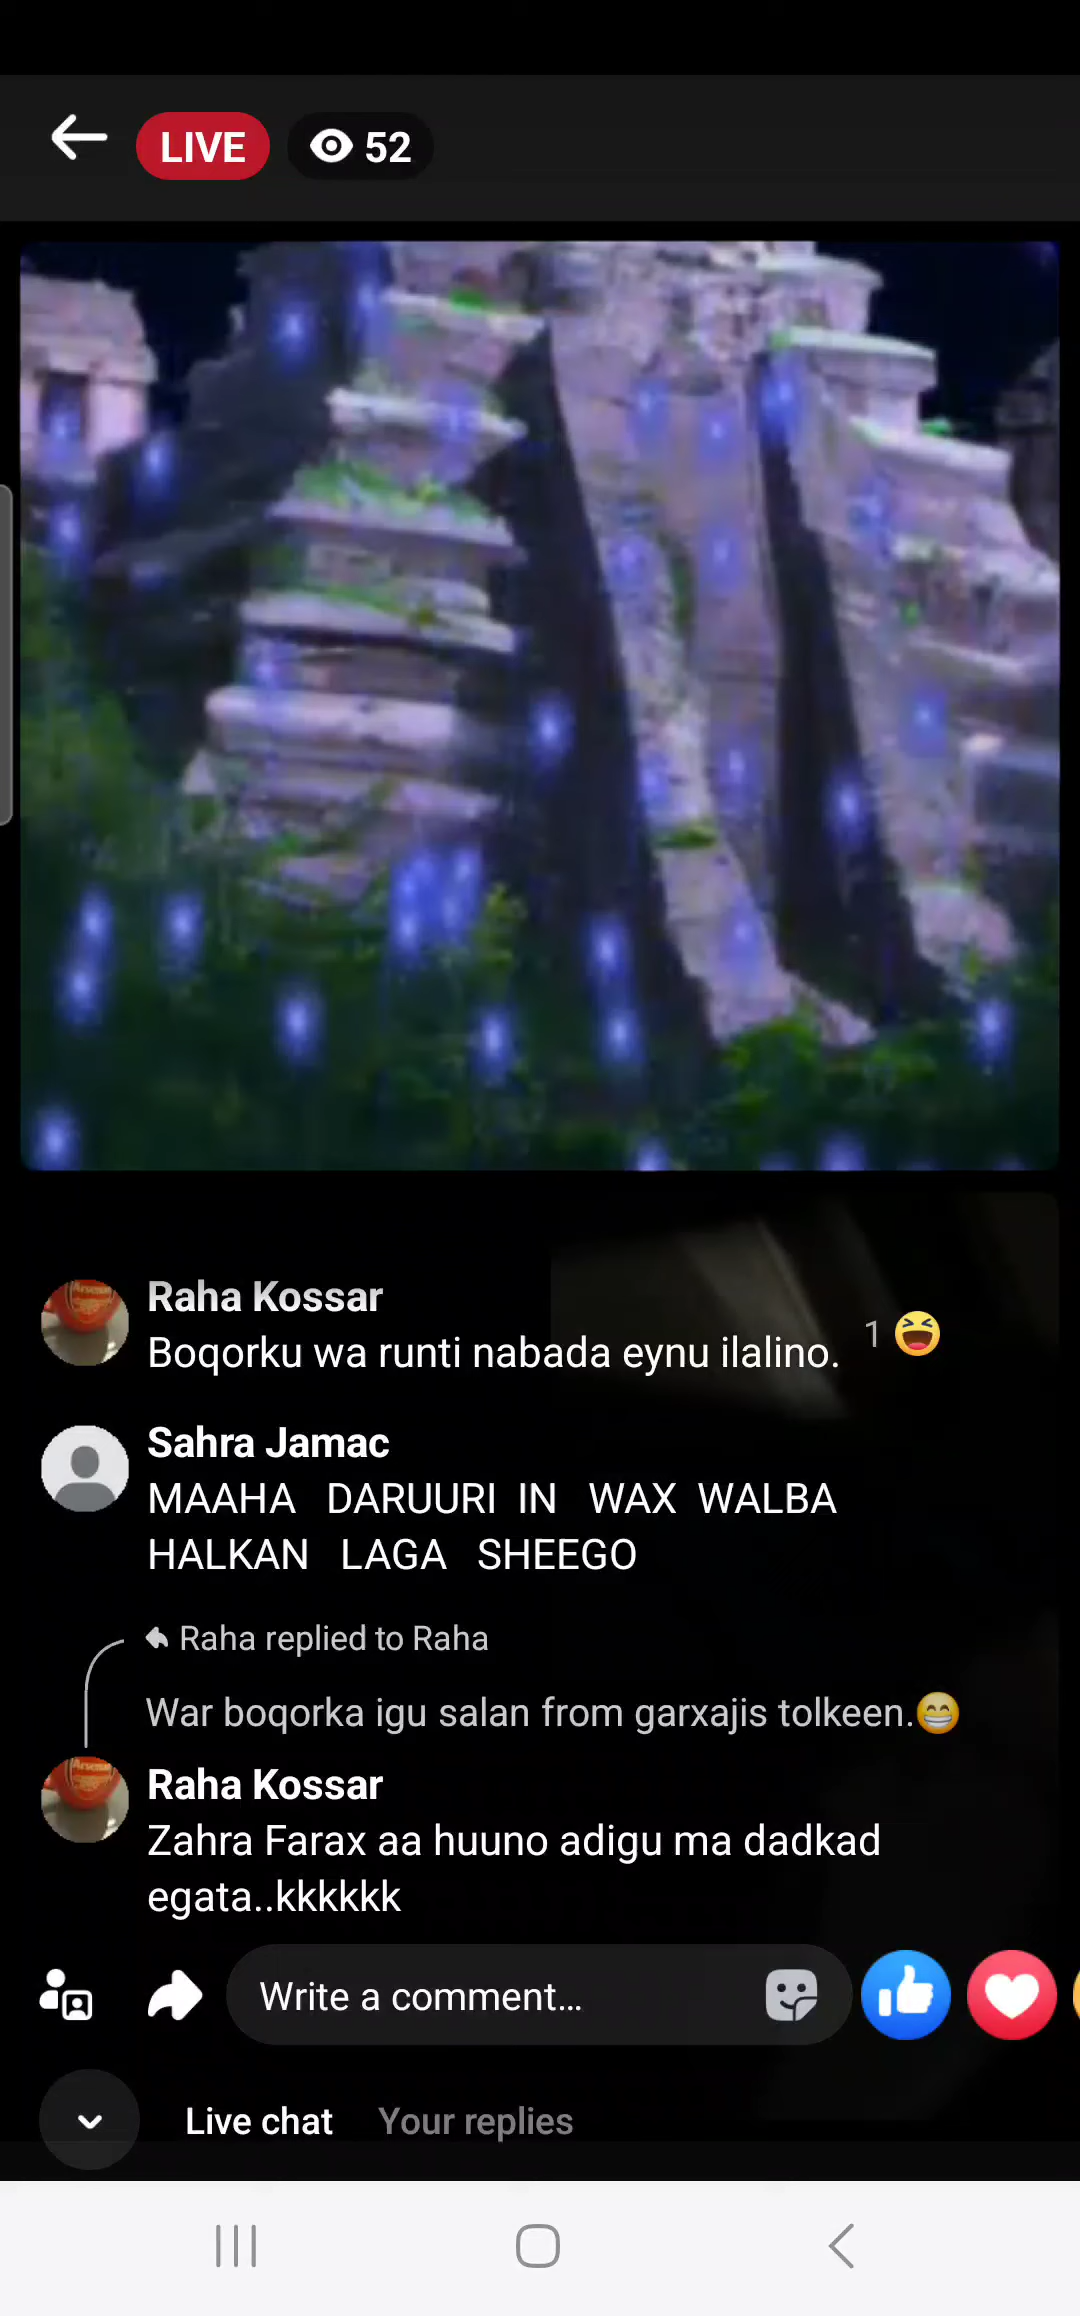 LIVE 52
Raha Kossar
Boqorku wa runti nabada eynu ilalino. 1
Sahra Jamac
MAAHA DARUURI IN WAX WALBA
HALKAN LAGA SHEEGO
Raha replied to Raha
War boqorka igu salan from garxajis tolkeen.😁
Raha Kossar
Zahra Farax aa huuno adigu ma dadkad
egata..kkkkkk
Write a comment...
Live chat Your replies